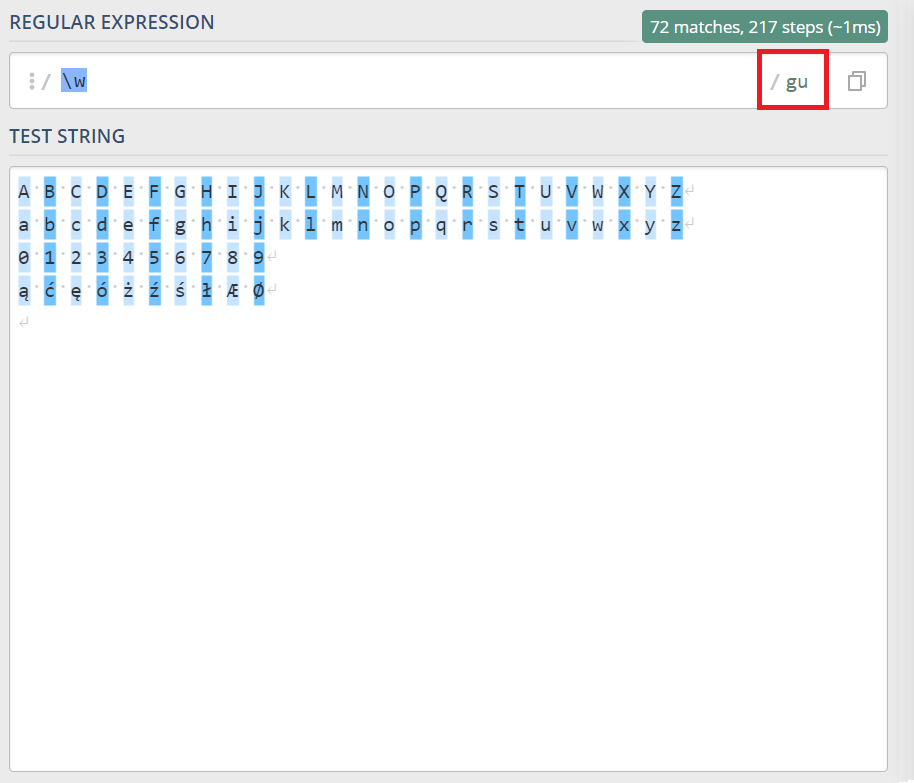 REGULAR EXPRESSION
72 matches, 217 steps (~1ms)
/ \w / gu
TEST STRING
A B C D E F G H I J K L M N O P Q R S T U V W X Y Z
a b c d e f g h i j k l m n o p q r s t u v w x y z
0 1 2 3 4 5 6 7 8 9
ą ć ę ó ż ź ś ł Æ Ø